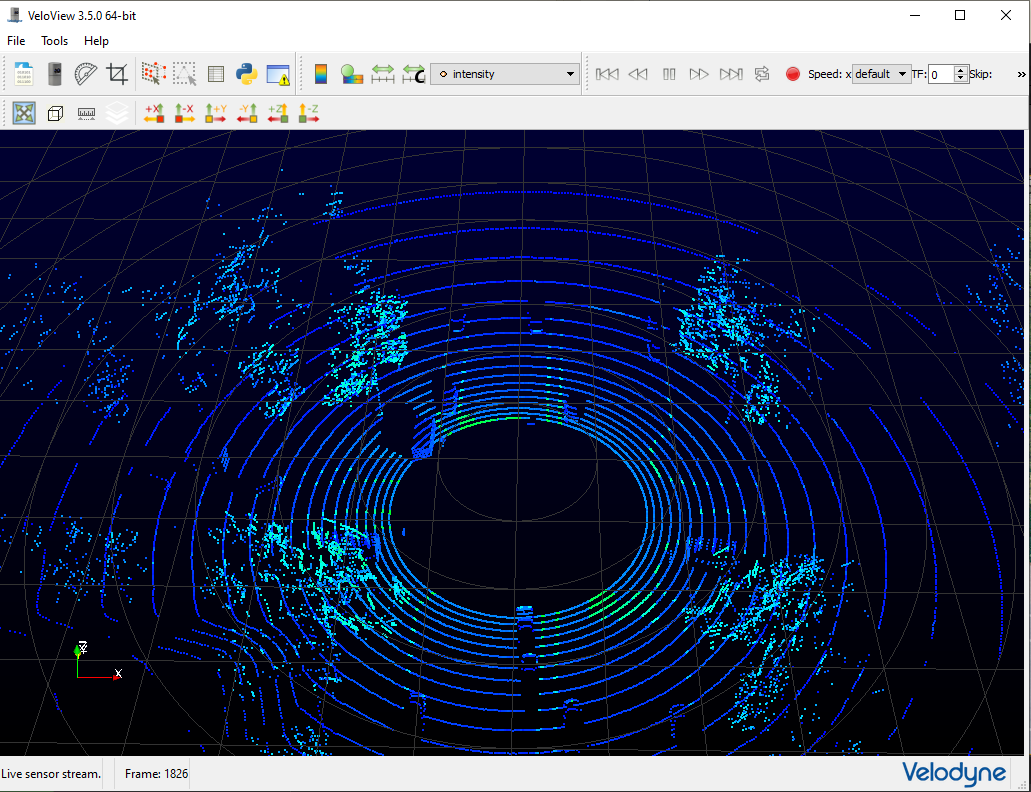 VeloView 3.5.0 64-bit
File Tools Help
intensity
Speed: x default TF: 0 Skip: »
+X -X +Y -Y +Z -Z
Z
X
Live sensor stream. Frame: 1826 Velodyne